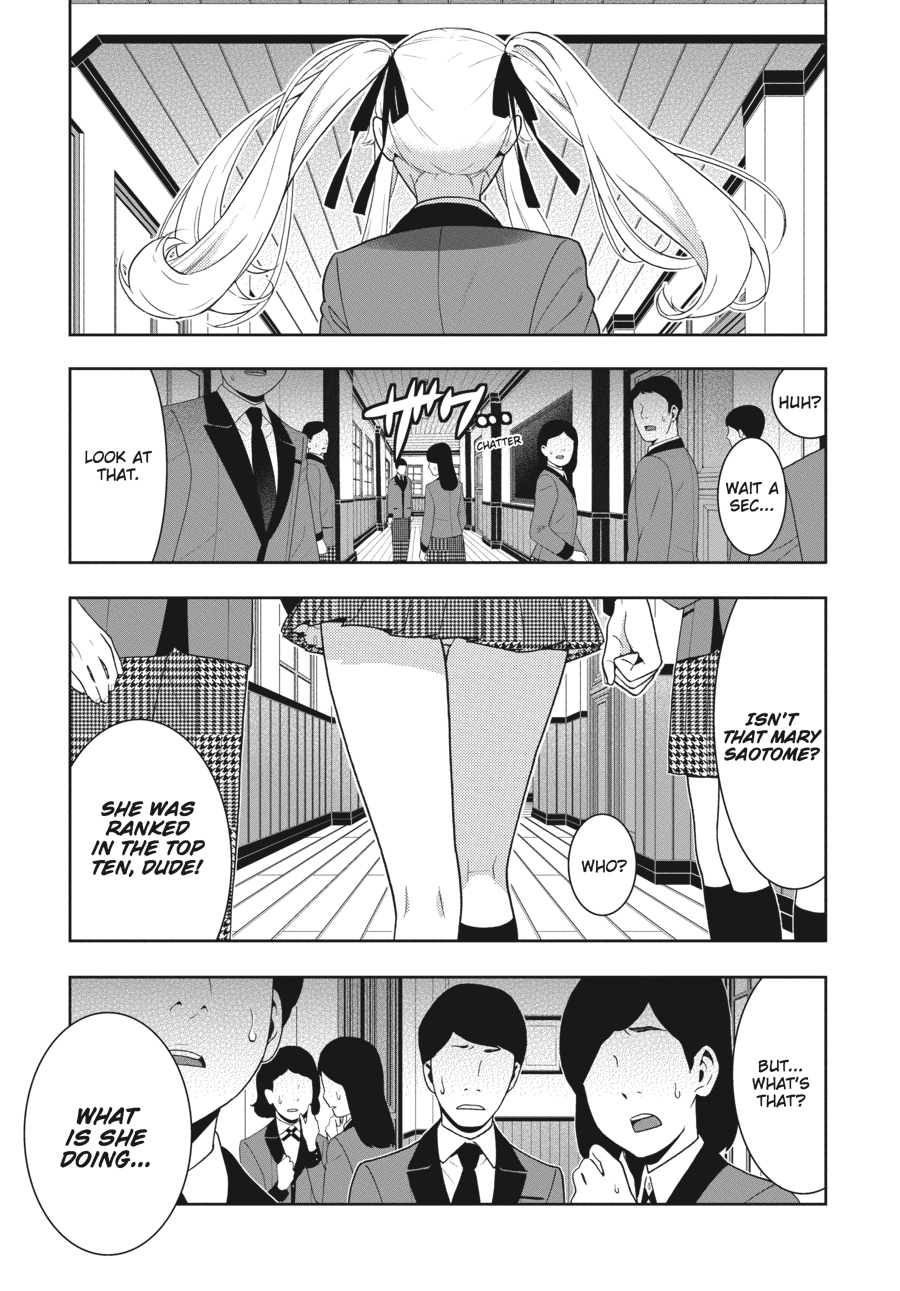 HUH?
WAIT A
SEC...
ザワ
CHATTER
LOOK AT
THAT.
ISN'T
THAT MARY
SAOTOME?
WHO?
SHE WAS
RANKED
IN THE TOP
TEN, DUDE!
BUT...
WHAT'S
THAT?
WHAT
IS SHE
DOING...